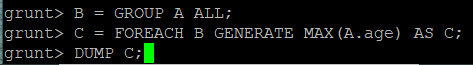 grunt> B = GROUP A ALL;
grunt> C = FOREACH B GENERATE MAX(A.age) AS C;
grunt> DUMP C;